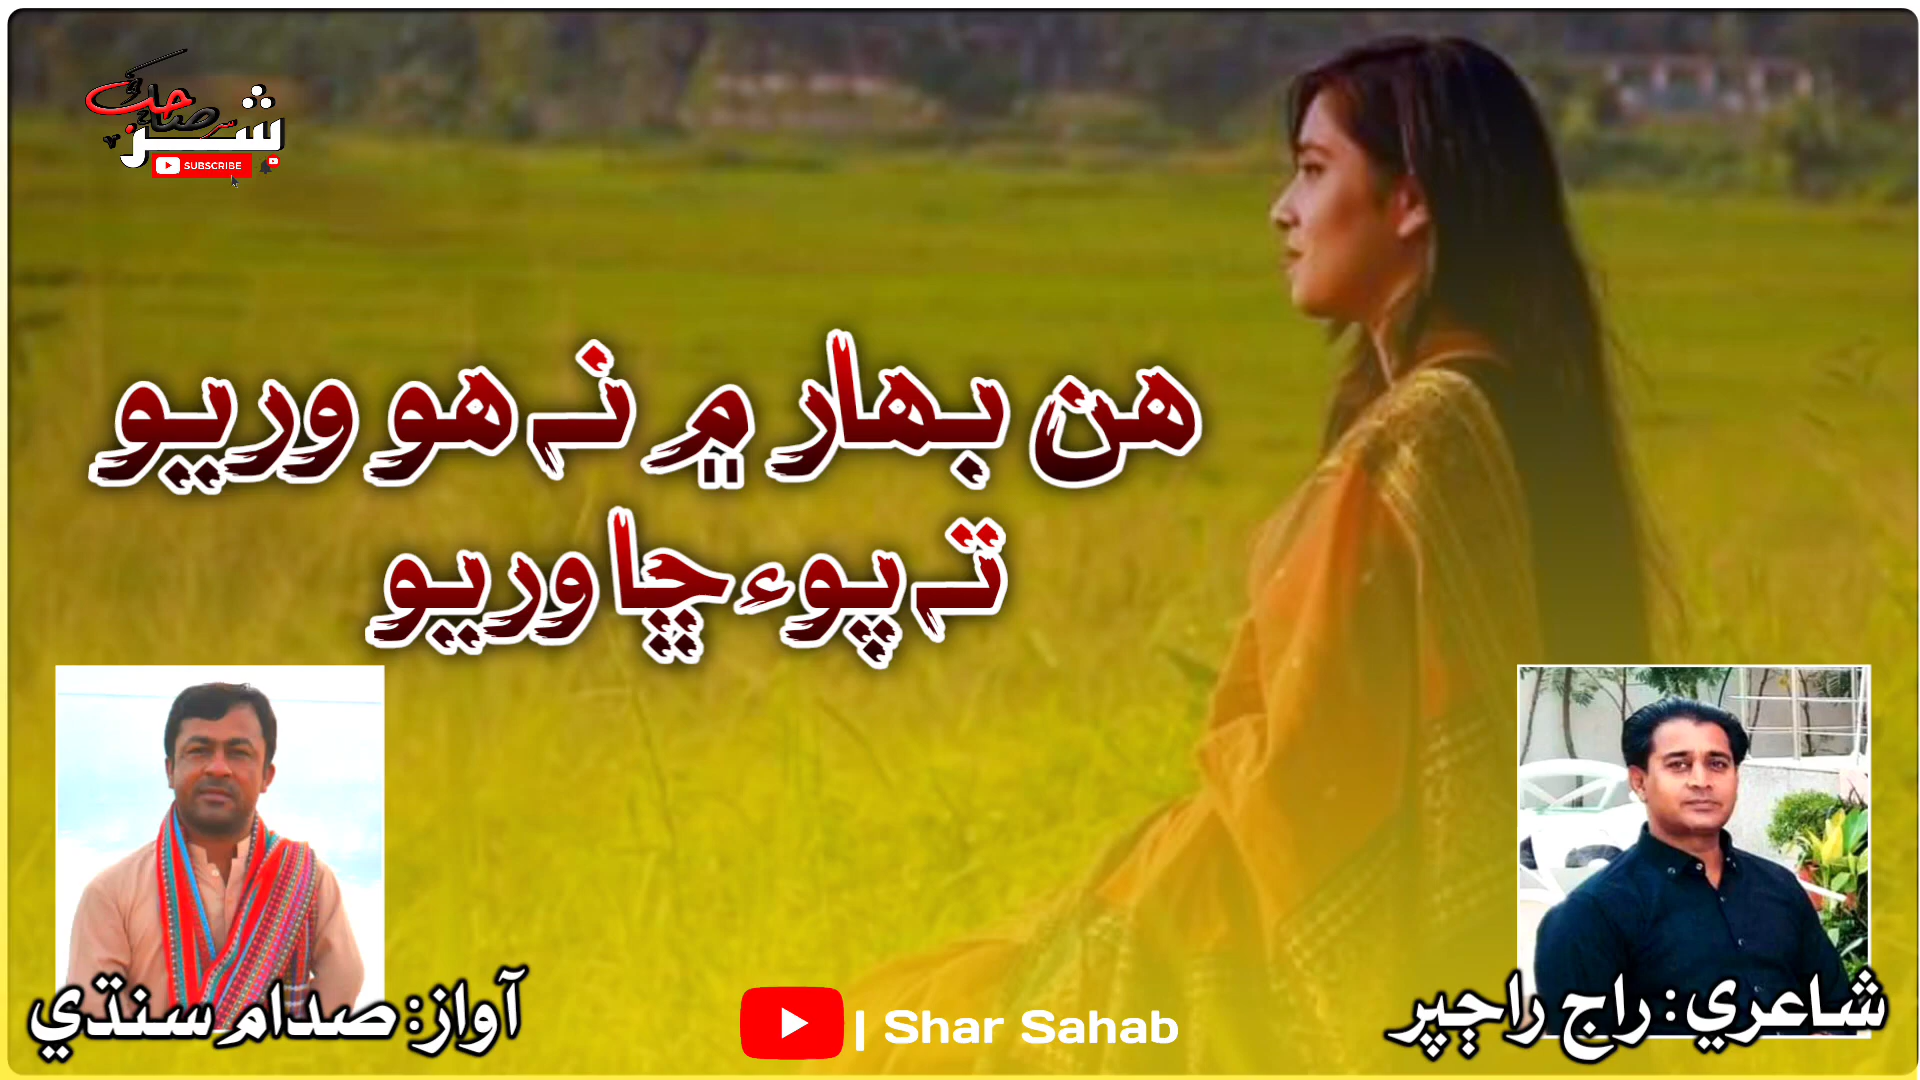 شر صاحب
SUBSCRIBE
هن بهار ۾ نہ هو وريو
تہ پوءِ ڇا وريو
آواز: صدام سنڌي
| Shar Sahab
شاعري: راج راڄپر